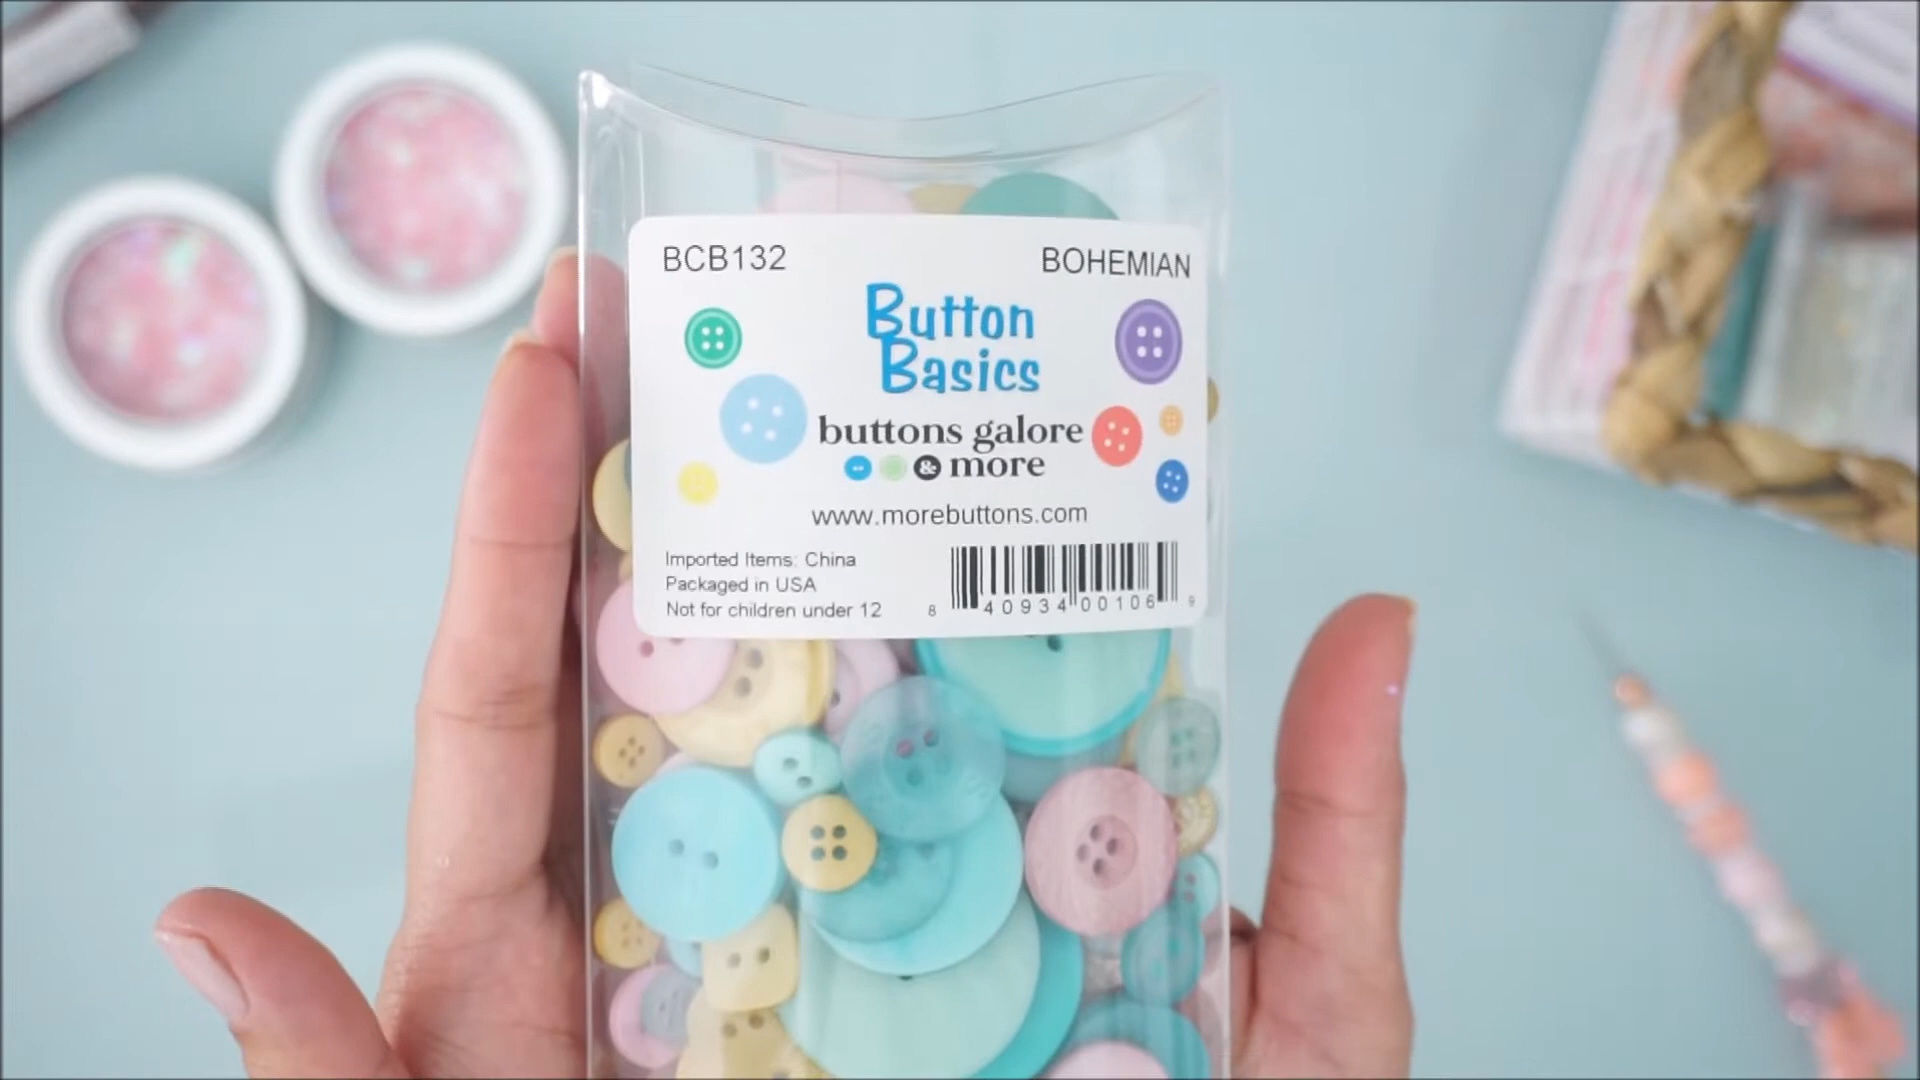 BCB132
BOHEMIAN
Button
Basics
buttons galore
& more
www.morebuttons.com
Imported Items: China
Packaged in USA
Not for children under 12
8 40934 00106 9